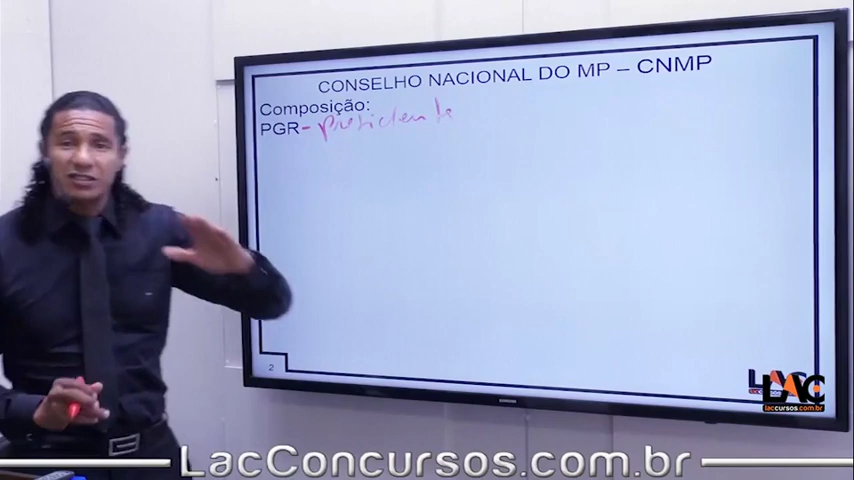 CONSELHO NACIONAL DO MP – CNMP
Composição:
PGR - presidente
2
LAC
laccursos.com.br
LacConcursos.com.br